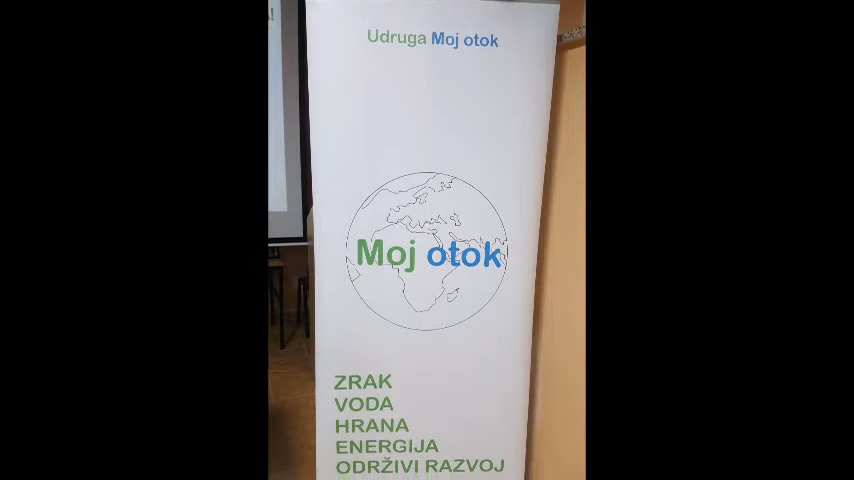 Udruga Moj otok
Moj otok
ZRAK
VODA
HRANA
ENERGIJA
ODRŽIVI RAZVOJ